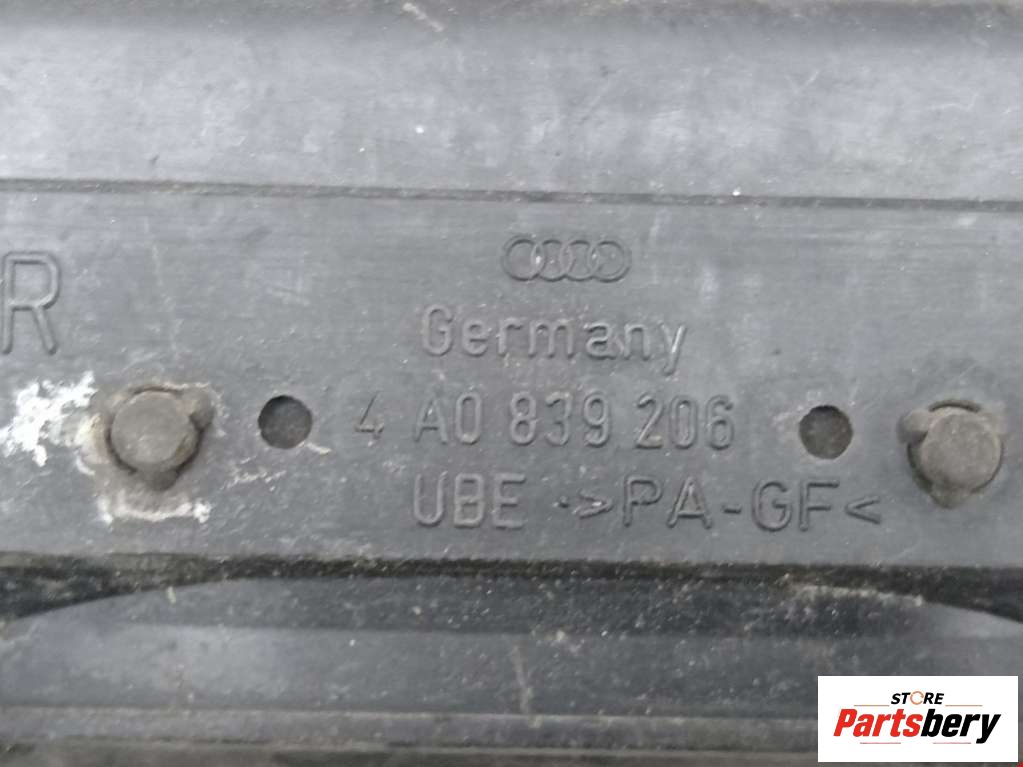 R
Germany
4 A0 839 206
UBE >PA-GF<
STORE
Partsbery